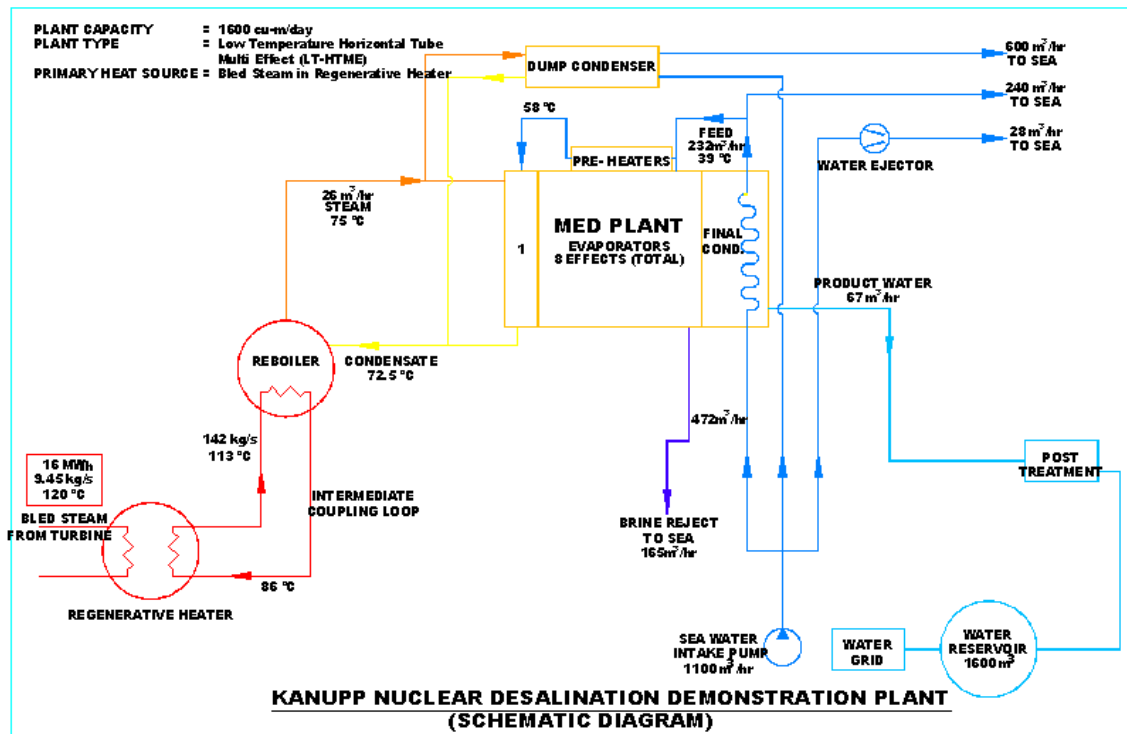 PLANT CAPACITY = 1600 cu-m/day
PLANT TYPE = Low Temperature Horizontal Tube
Multi Effect (LT-HTME)
PRIMARY HEAT SOURCE = Bled Steam in Regenerative Heater
DUMP CONDENSER
600 m³/hr
TO SEA
240 m³/hr
TO SEA
28 m³/hr
TO SEA
WATER EJECTOR
58 °C
FEED
232m³/hr
39 °C
PRE-HEATERS
26 m³/hr
STEAM
75 °C
1
MED PLANT
EVAPORATORS
8 EFFECTS (TOTAL)
FINAL
COND.
PRODUCT WATER
67 m³/hr
REBOILER
CONDENSATE
72.5 °C
472m³/hr
142 kg/s
113 °C
16 MWh
9.45 kg/s
120 °C
BLED STEAM
FROM TURBINE
INTERMEDIATE
COUPLING LOOP
86 °C
REGENERATIVE HEATER
BRINE REJECT
TO SEA
165m³/hr
POST
TREATMENT
SEA WATER
INTAKE PUMP
1100 m³/hr
WATER
GRID
WATER
RESERVOIR
1600 m³
KANUPP NUCLEAR DESALINATION DEMONSTRATION PLANT
(SCHEMATIC DIAGRAM)